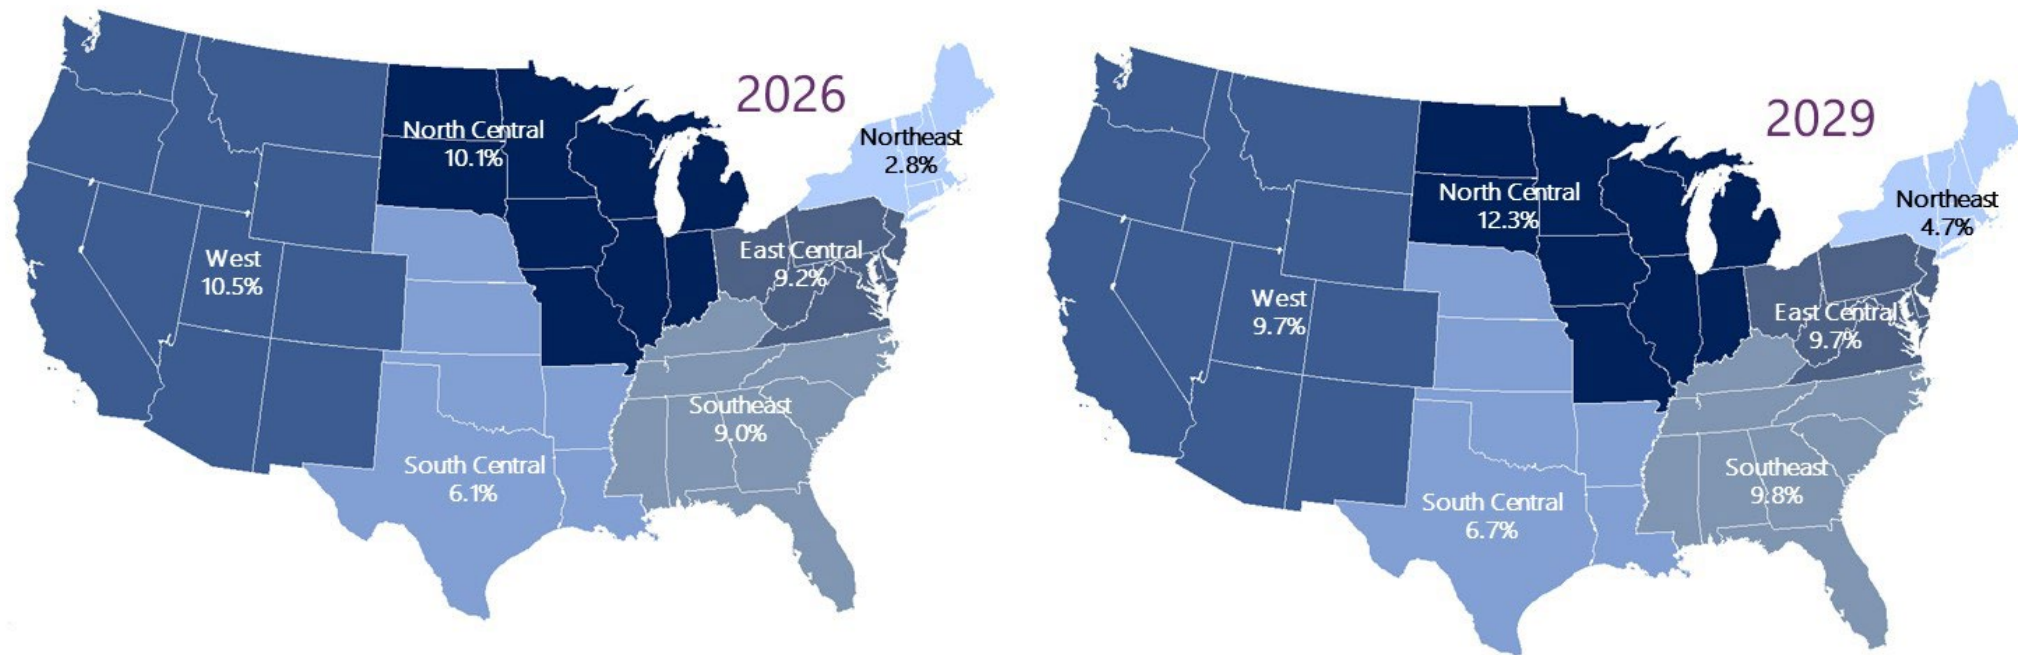 2026
North Central
10.1%
Northeast
2.8%
West
10.5%
East Central
9.2%
Southeast
9.0%
South Central
6.1%
2029
North Central
12.3%
Northeast
4.7%
West
9.7%
East Central
9.7%
Southeast
9.8%
South Central
6.7%